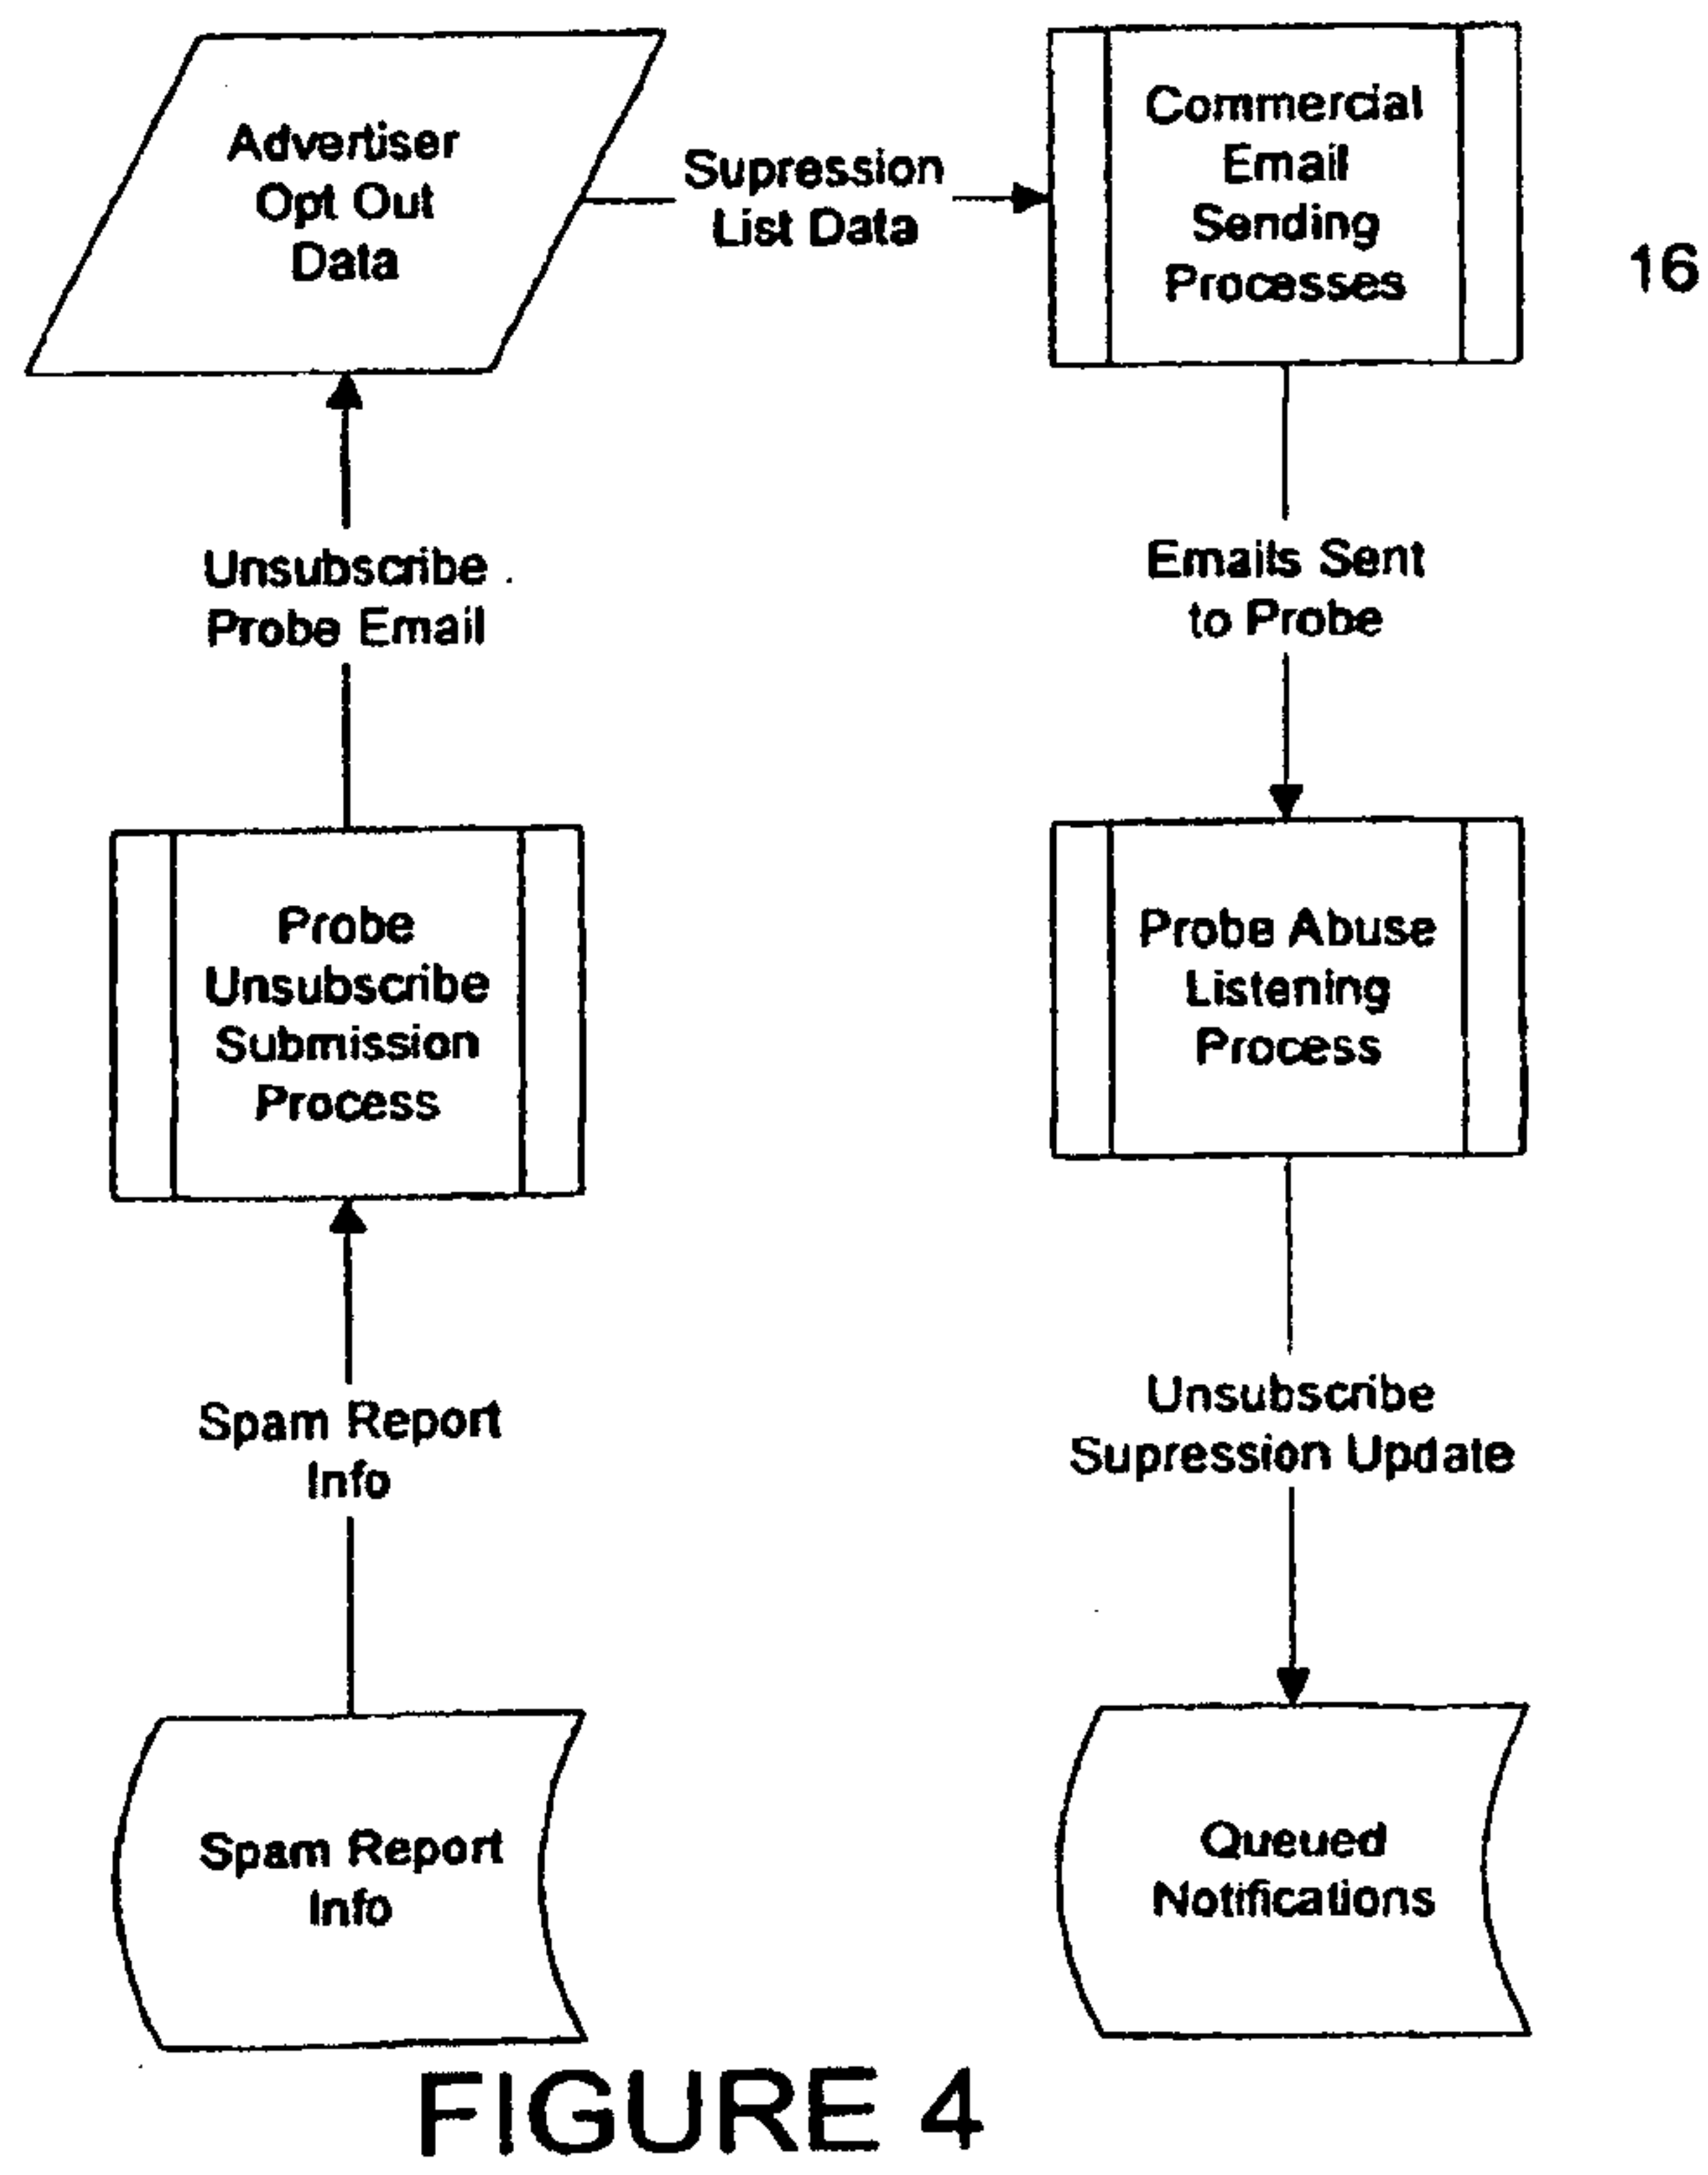 Advertiser
Opt Out
Data
Supression
List Data
Commercial
Email
Sending
Processes
16
Unsubscribe
Probe Email
Emails Sent
to Probe
Probe
Unsubscribe
Submission
Process
Probe Abuse
Listening
Process
Spam Report
Info
Unsubscribe
Supression Update
Spam Report
Info
Queued
Notifications
FIGURE 4